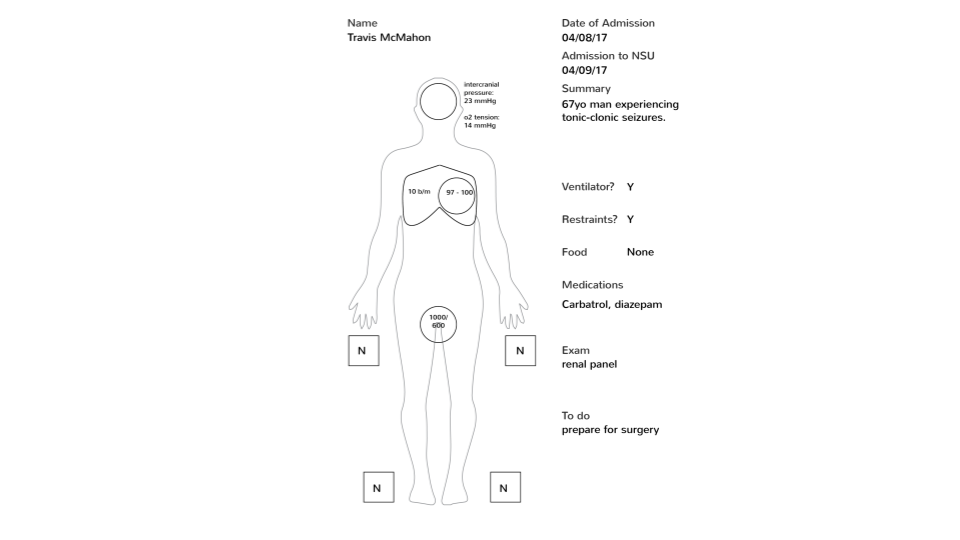 Name
Travis McMahon
Date of Admission
04/08/17
Admission to NSU
04/09/17
Summary
67yo man experiencing
tonic-clonic seizures.
intercranial
pressure:
23 mmHg
o2 tension:
14 mmHg
10 b/m
97 - 100
1000/
600
N
N
N
N
Ventilator? Y
Restraints? Y
Food None
Medications
Carbatrol, diazepam
Exam
renal panel
To do
prepare for surgery